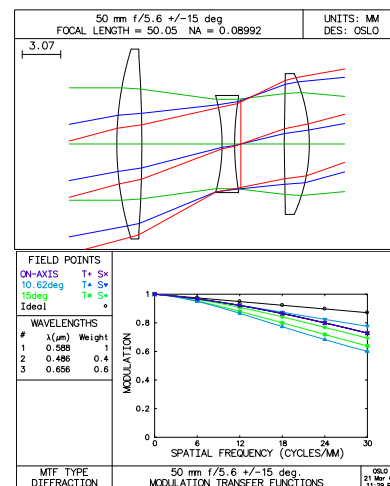 50 mm f/5.6 +/-15 deg
FOCAL LENGTH = 50.05 NA = 0.08992
UNITS: MM
DES: OSLO
3.07
FIELD POINTS
ON-AXIS T+ S×
10.62deg T▲ S▼
15deg T■ S♦
Ideal o
WAVELENGTHS
# λ(µm) Weight
1 0.588 1
2 0.486 0.4
3 0.656 0.6
MODULATION
1
0.8
0.6
0.4
0.2
0
0 6 12 18 24 30
SPATIAL FREQUENCY (CYCLES/MM)
MTF TYPE
DIFFRACTION
50 mm f/5.6 +/-15 deg.
MODULATION TRANSFER FUNCTIONS
OSLO
21